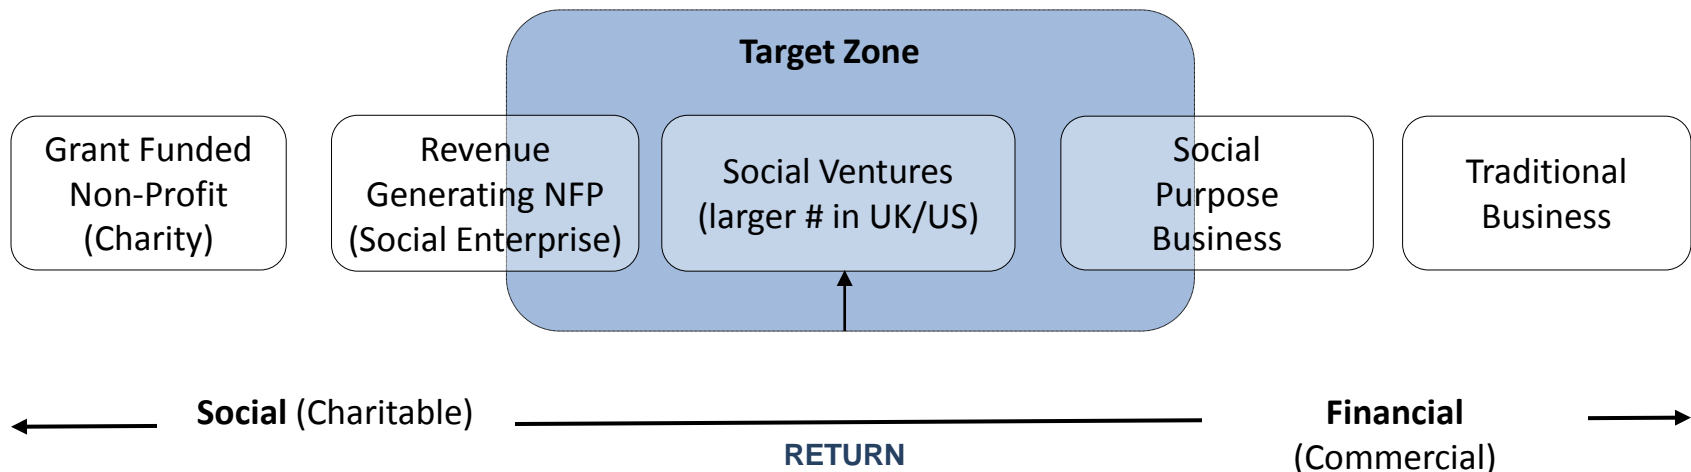 Target Zone
Grant Funded
Non-Profit
(Charity)
Revenue
Generating NFP
(Social Enterprise)
Social Ventures
(larger # in UK/US)
Social
Purpose
Business
Traditional
Business
Social (Charitable)
RETURN
Financial
(Commercial)